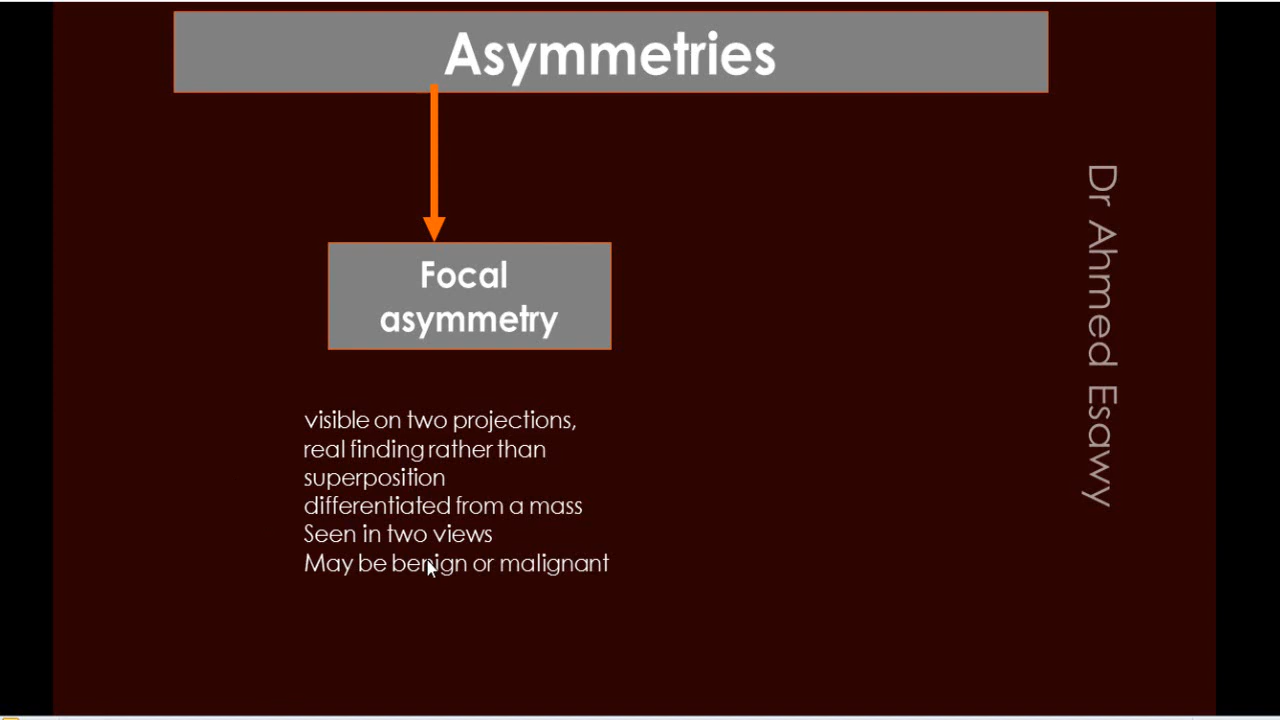 Asymmetries
Focal
asymmetry
visible on two projections,
real finding rather than
superposition
differentiated from a mass
Seen in two views
May be benign or malignant
Dr Ahmed Esawy